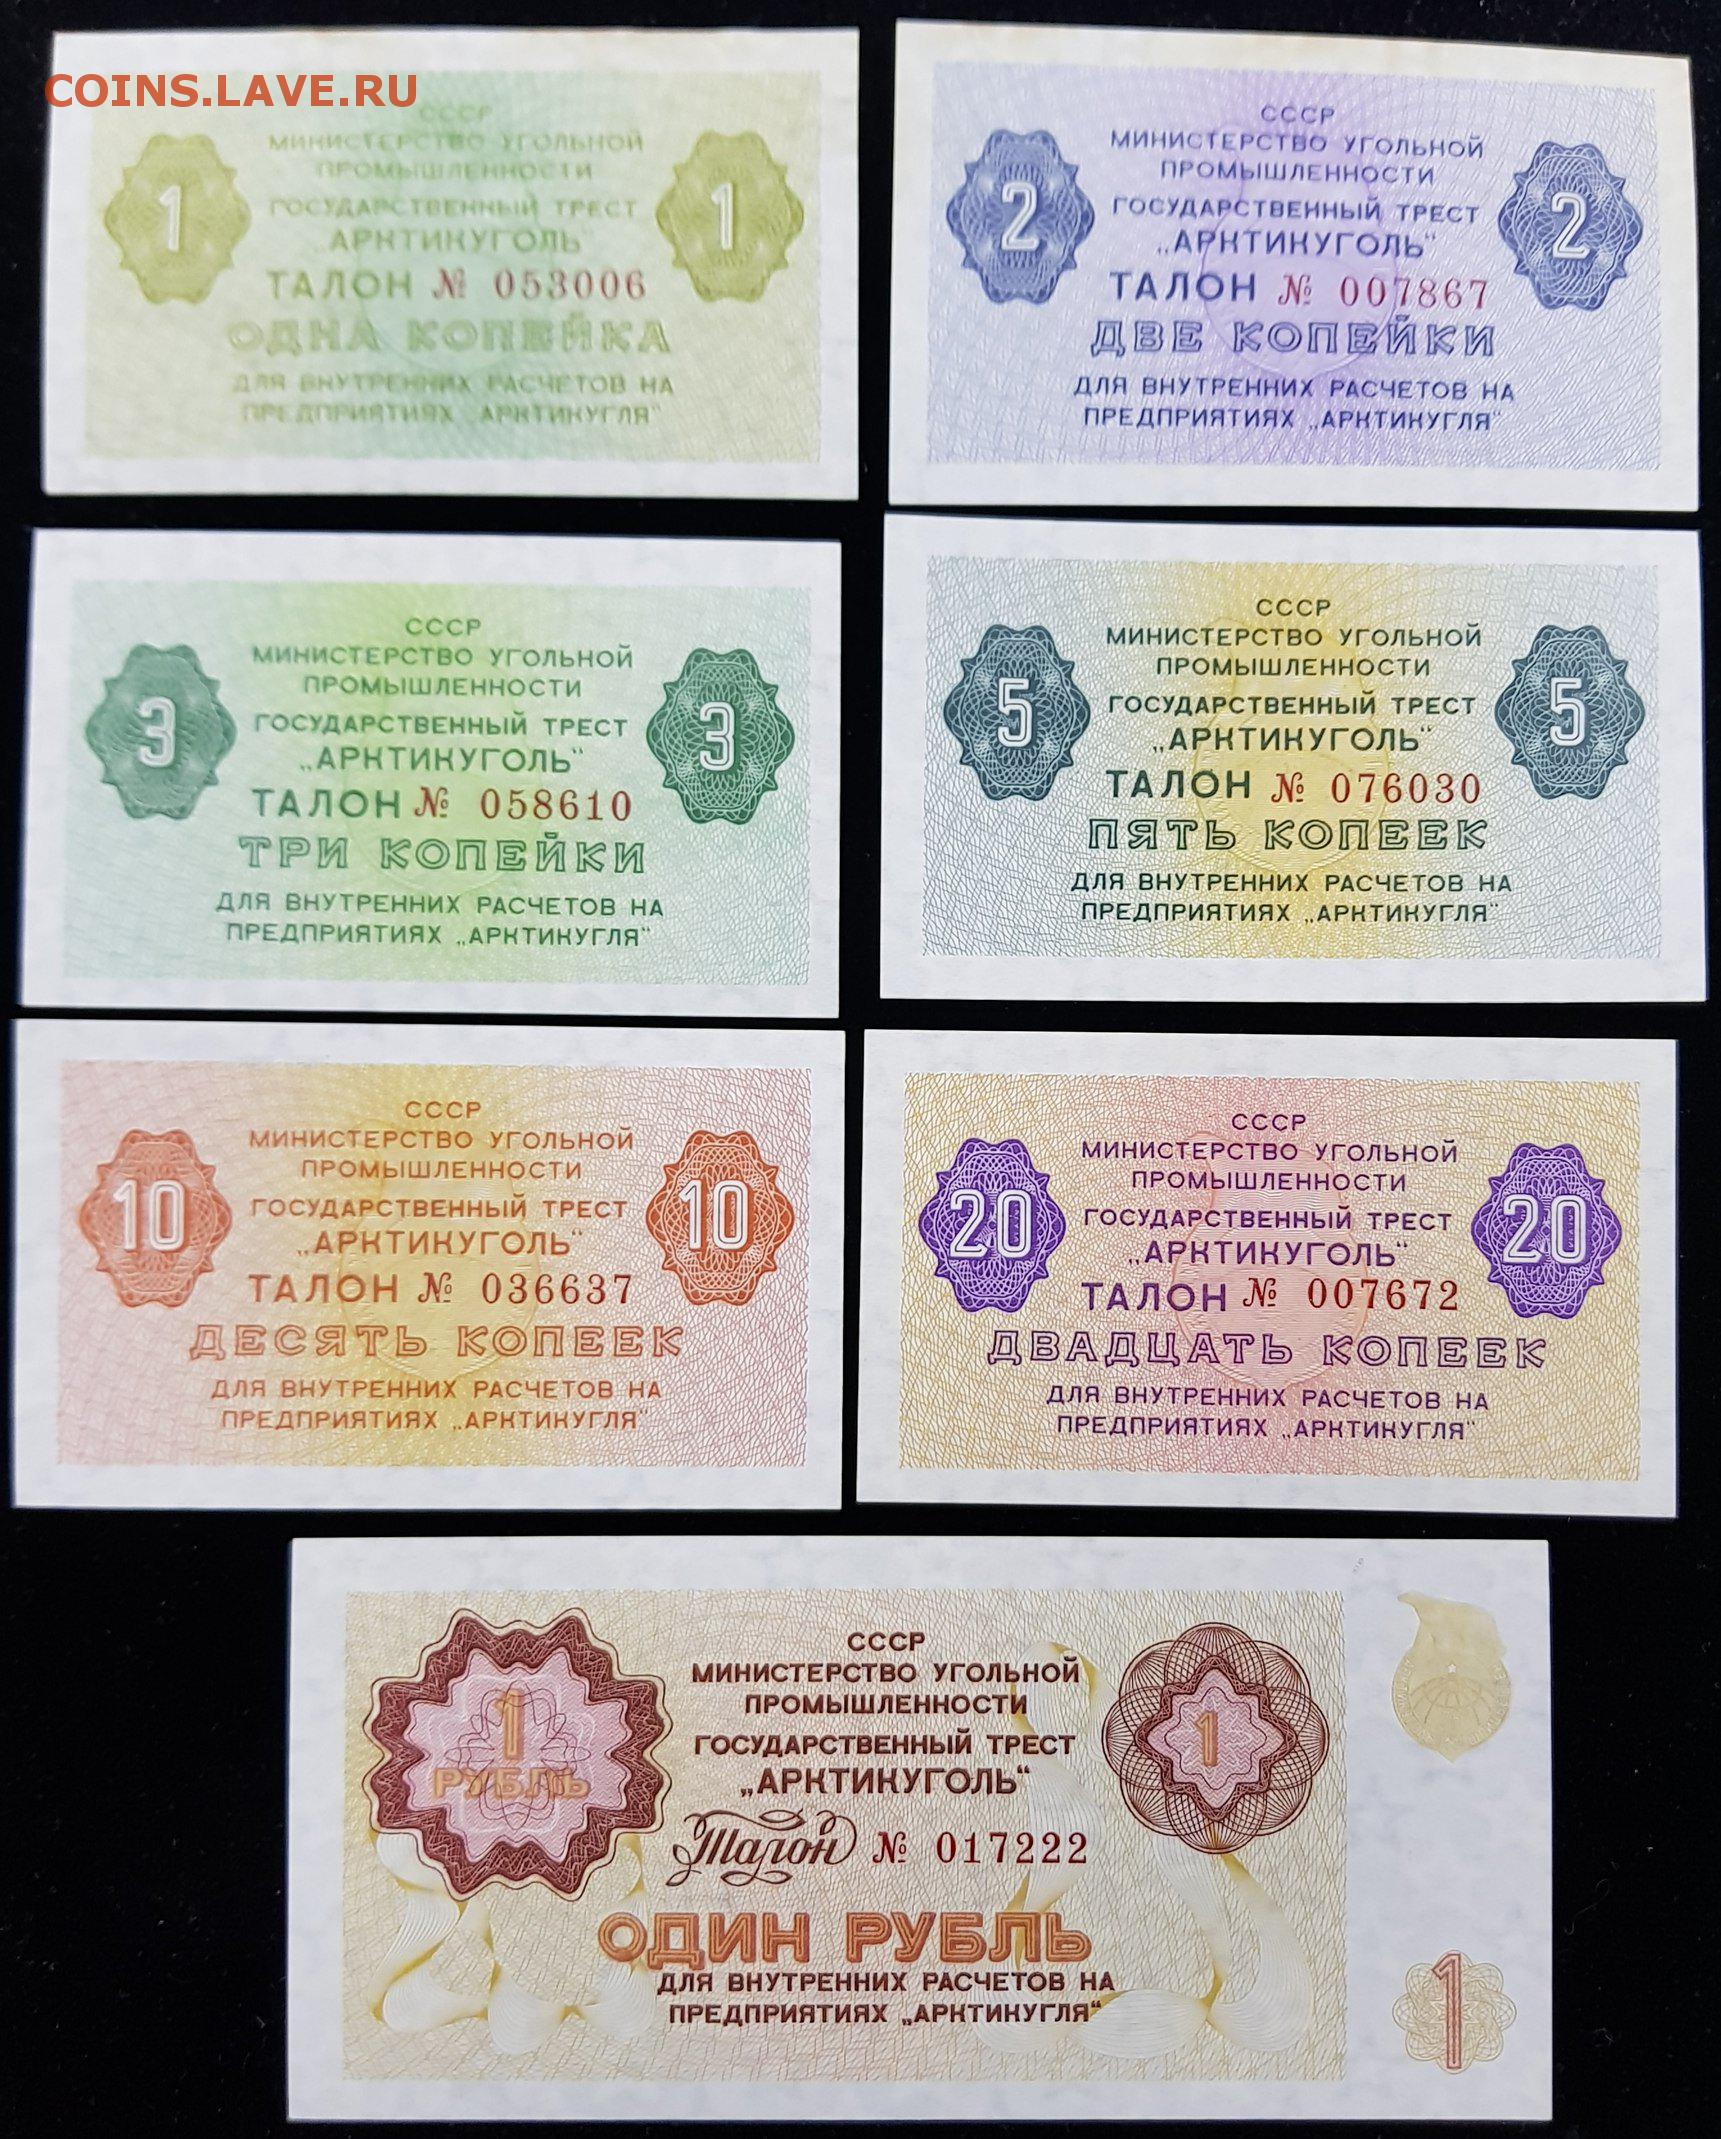 COINS.LAVE.RU
СССР
МИНИСТЕРСТВО УГОЛЬНОЙ
ПРОМЫШЛЕННОСТИ
ГОСУДАРСТВЕННЫЙ ТРЕСТ
„АРКТИКУГОЛЬ“
ТАЛОН № 053006
ОДНА КОПЕЙКА
ДЛЯ ВНУТРЕННИХ РАСЧЕТОВ НА
ПРЕДПРИЯТИЯХ „АРКТИКУГЛЯ“
1
1
СССР
МИНИСТЕРСТВО УГОЛЬНОЙ
ПРОМЫШЛЕННОСТИ
ГОСУДАРСТВЕННЫЙ ТРЕСТ
„АРКТИКУГОЛЬ“
ТАЛОН № 007867
ДВЕ КОПЕЙКИ
ДЛЯ ВНУТРЕННИХ РАСЧЕТОВ НА
ПРЕДПРИЯТИЯХ „АРКТИКУГЛЯ“
2
2
СССР
МИНИСТЕРСТВО УГОЛЬНОЙ
ПРОМЫШЛЕННОСТИ
ГОСУДАРСТВЕННЫЙ ТРЕСТ
„АРКТИКУГОЛЬ“
ТАЛОН № 058610
ТРИ КОПЕЙКИ
ДЛЯ ВНУТРЕННИХ РАСЧЕТОВ НА
ПРЕДПРИЯТИЯХ „АРКТИКУГЛЯ“
3
3
СССР
МИНИСТЕРСТВО УГОЛЬНОЙ
ПРОМЫШЛЕННОСТИ
ГОСУДАРСТВЕННЫЙ ТРЕСТ
„АРКТИКУГОЛЬ“
ТАЛОН № 076030
ПЯТЬ КОПЕЕК
ДЛЯ ВНУТРЕННИХ РАСЧЕТОВ НА
ПРЕДПРИЯТИЯХ „АРКТИКУГЛЯ“
5
5
СССР
МИНИСТЕРСТВО УГОЛЬНОЙ
ПРОМЫШЛЕННОСТИ
ГОСУДАРСТВЕННЫЙ ТРЕСТ
„АРКТИКУГОЛЬ“
ТАЛОН № 036637
ДЕСЯТЬ КОПЕЕК
ДЛЯ ВНУТРЕННИХ РАСЧЕТОВ НА
ПРЕДПРИЯТИЯХ „АРКТИКУГЛЯ“
10
10
СССР
МИНИСТЕРСТВО УГОЛЬНОЙ
ПРОМЫШЛЕННОСТИ
ГОСУДАРСТВЕННЫЙ ТРЕСТ
„АРКТИКУГОЛЬ“
ТАЛОН № 007672
ДВАДЦАТЬ КОПЕЕК
ДЛЯ ВНУТРЕННИХ РАСЧЕТОВ НА
ПРЕДПРИЯТИЯХ „АРКТИКУГЛЯ“
20
20
1
РУБЛЬ
СССР
МИНИСТЕРСТВО УГОЛЬНОЙ
ПРОМЫШЛЕННОСТИ
ГОСУДАРСТВЕННЫЙ ТРЕСТ
„АРКТИКУГОЛЬ“
Талон № 017222
ОДИН РУБЛЬ
ДЛЯ ВНУТРЕННИХ РАСЧЕТОВ НА
ПРЕДПРИЯТИЯХ „АРКТИКУГЛЯ“
1
1